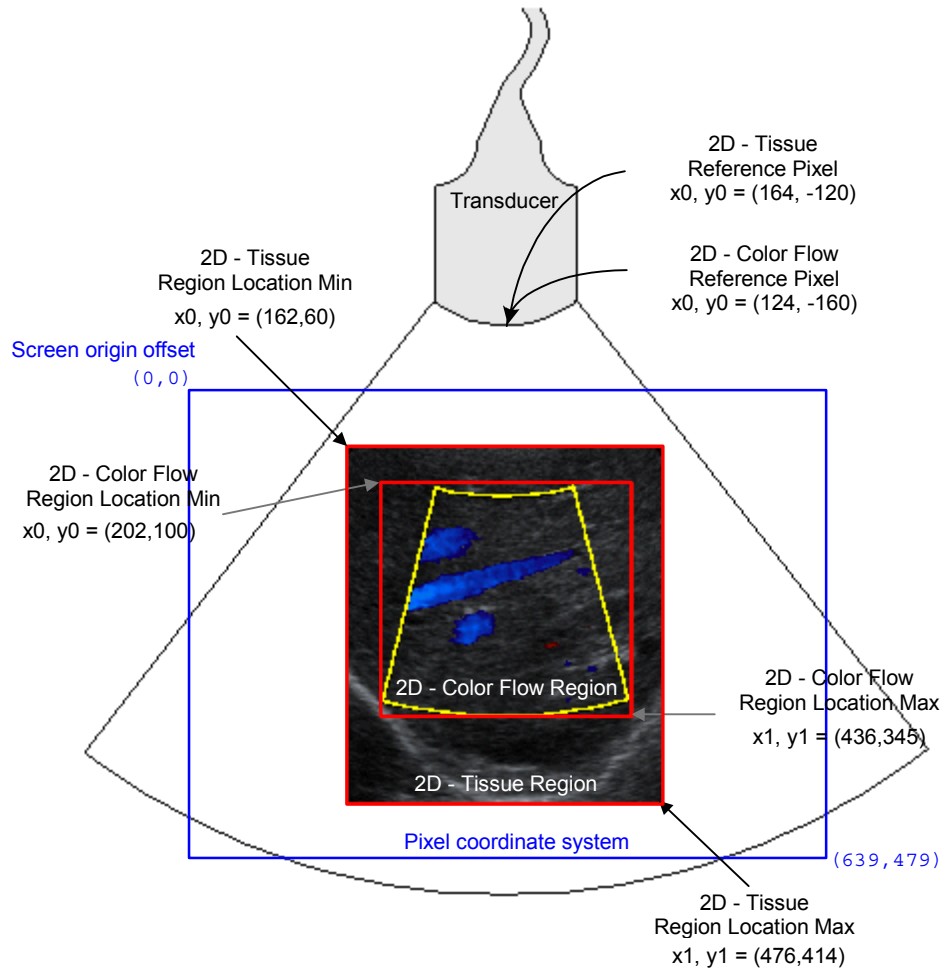 2D - Tissue
Reference Pixel
x0, y0 = (164, -120)
Transducer
2D - Tissue
Region Location Min
x0, y0 = (162,60)
2D - Color Flow
Reference Pixel
x0, y0 = (124, -160)
Screen origin offset
(0,0)
2D - Color Flow
Region Location Min
x0, y0 = (202,100)
2D - Color Flow Region
2D - Color Flow
Region Location Max
x1, y1 = (436,345)
2D - Tissue Region
Pixel coordinate system
(639,479)
2D - Tissue
Region Location Max
x1, y1 = (476,414)